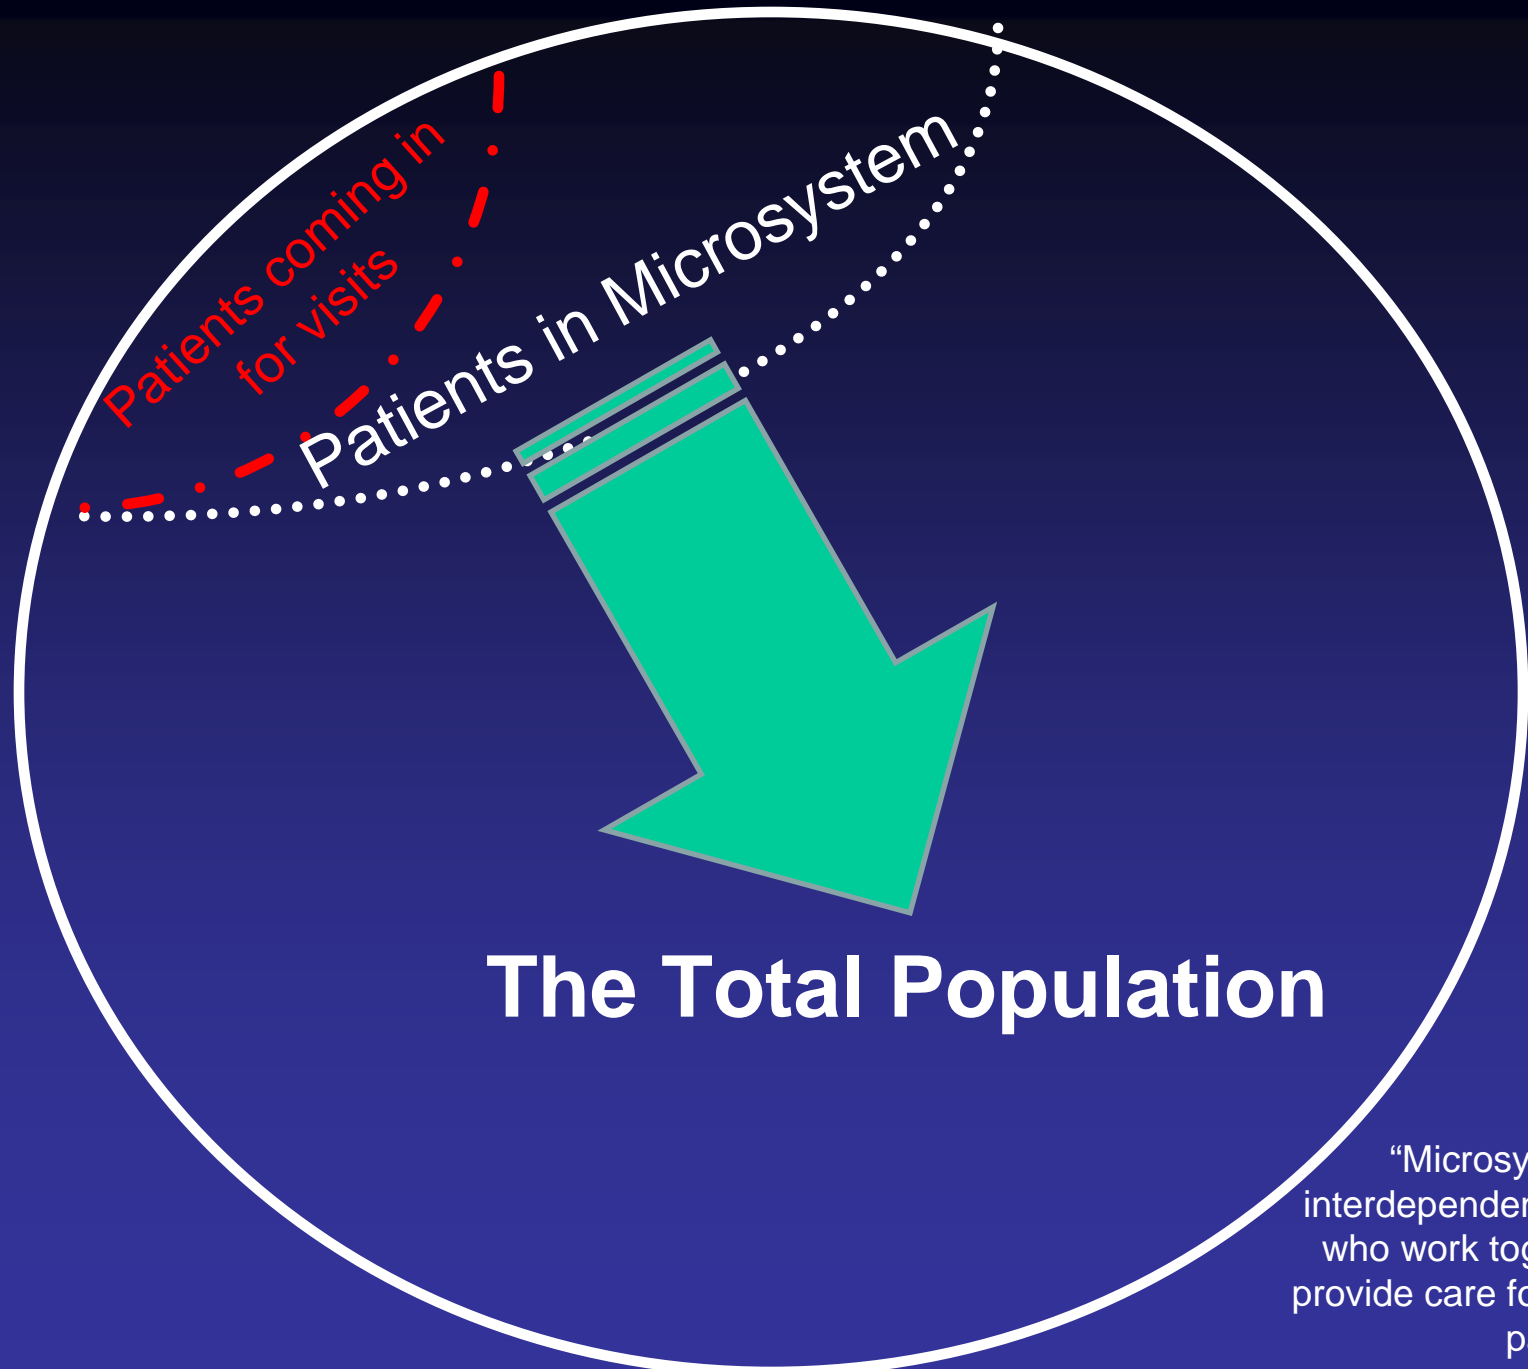 Patients coming in
for visits
Patients in Microsystem
The Total Population
“Microsy
interdepender
who work tog
provide care fo
pa